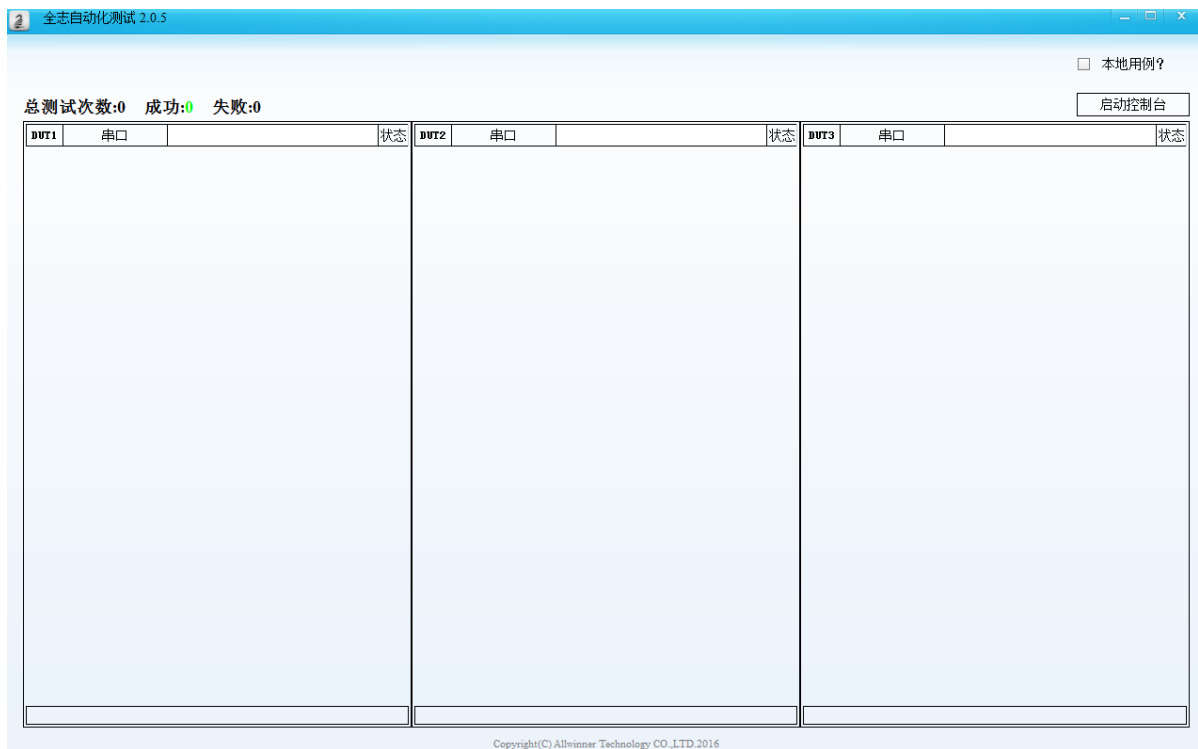 全志自动化测试 2.0.5
本地用例?
总测试次数:0 成功:0 失败:0
启动控制台
DUT1 串口 状态 DUT2 串口 状态 DUT3 串口 状态
Copyright(C) Allwinner Technology CO.,LTD.2016